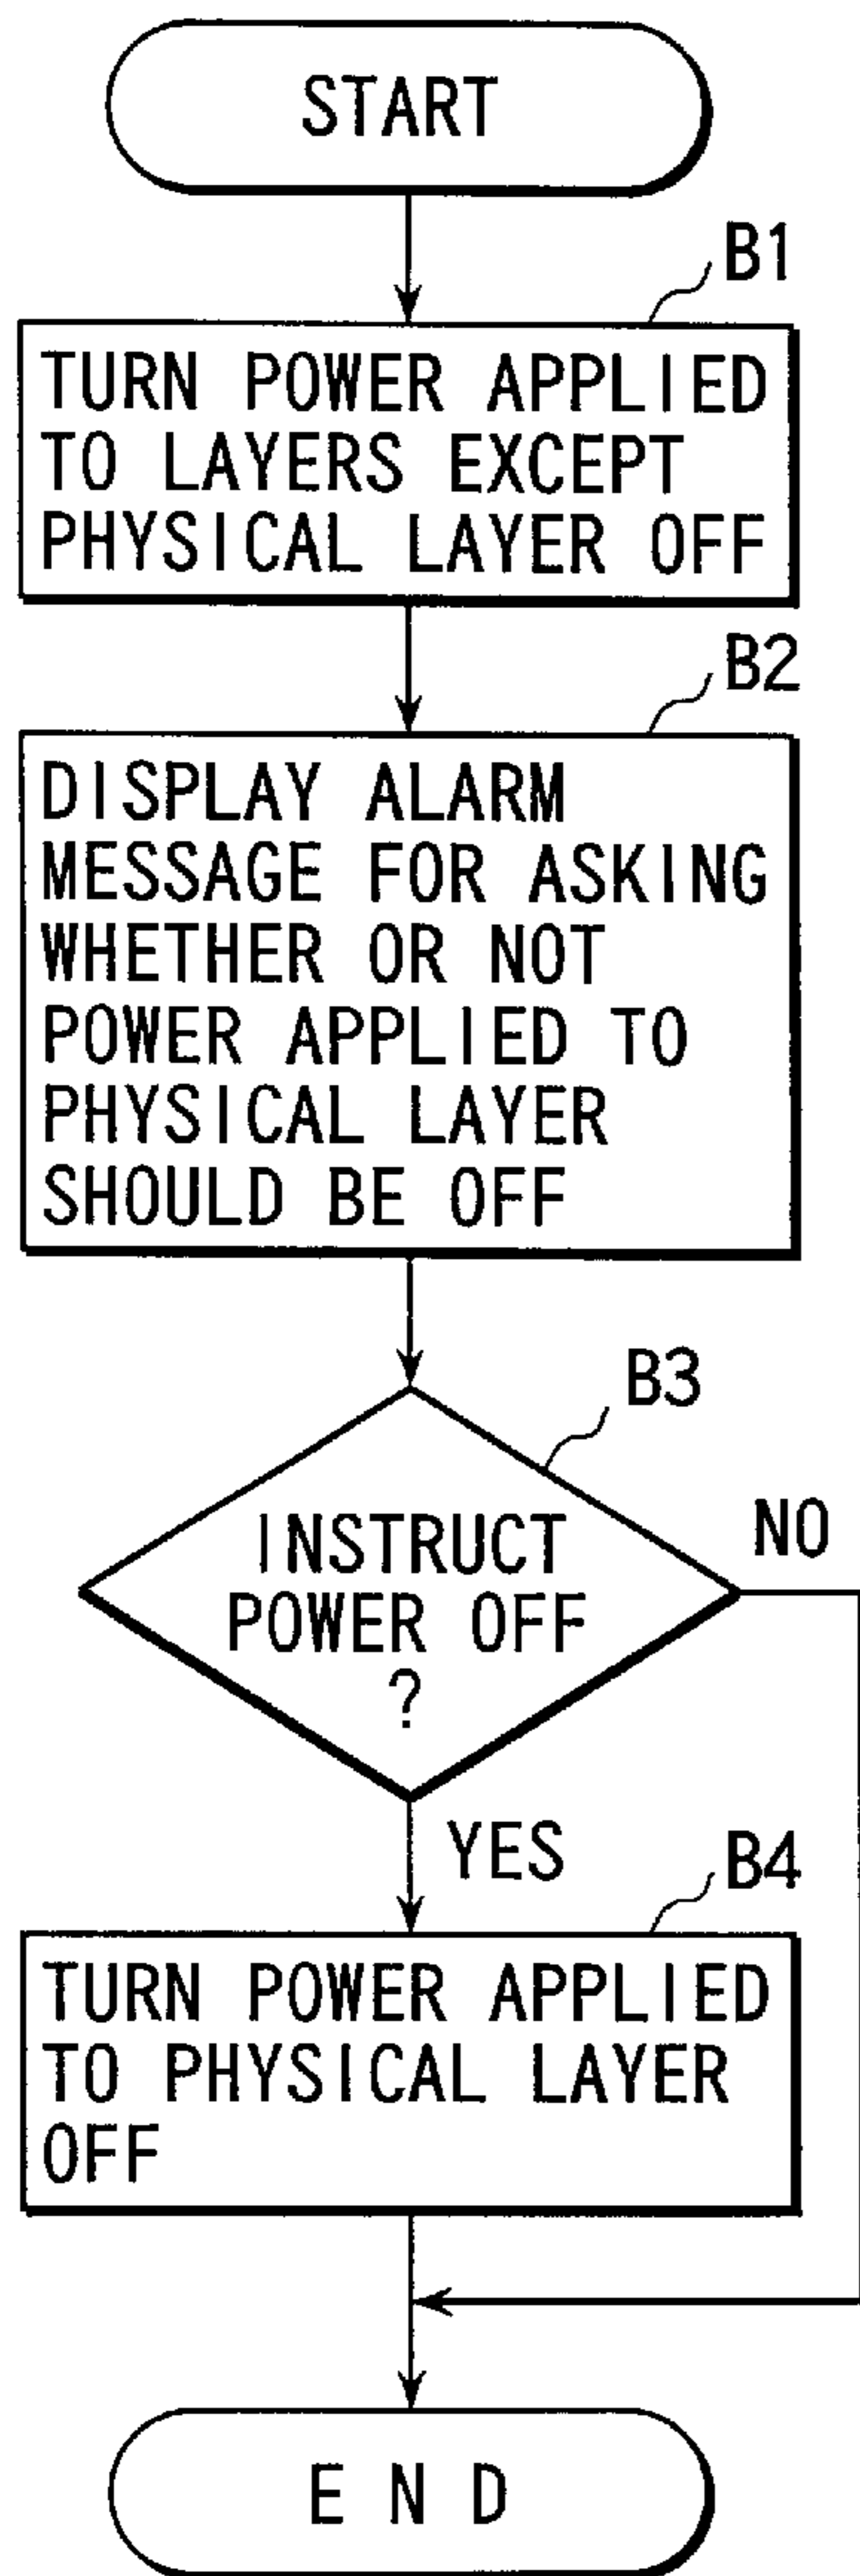 START
B1
TURN POWER APPLIED
TO LAYERS EXCEPT
PHYSICAL LAYER OFF
B2
DISPLAY ALARM
MESSAGE FOR ASKING
WHETHER OR NOT
POWER APPLIED TO
PHYSICAL LAYER
SHOULD BE OFF
B3
INSTRUCT
POWER OFF
?
NO
YES
B4
TURN POWER APPLIED
TO PHYSICAL LAYER
OFF
END